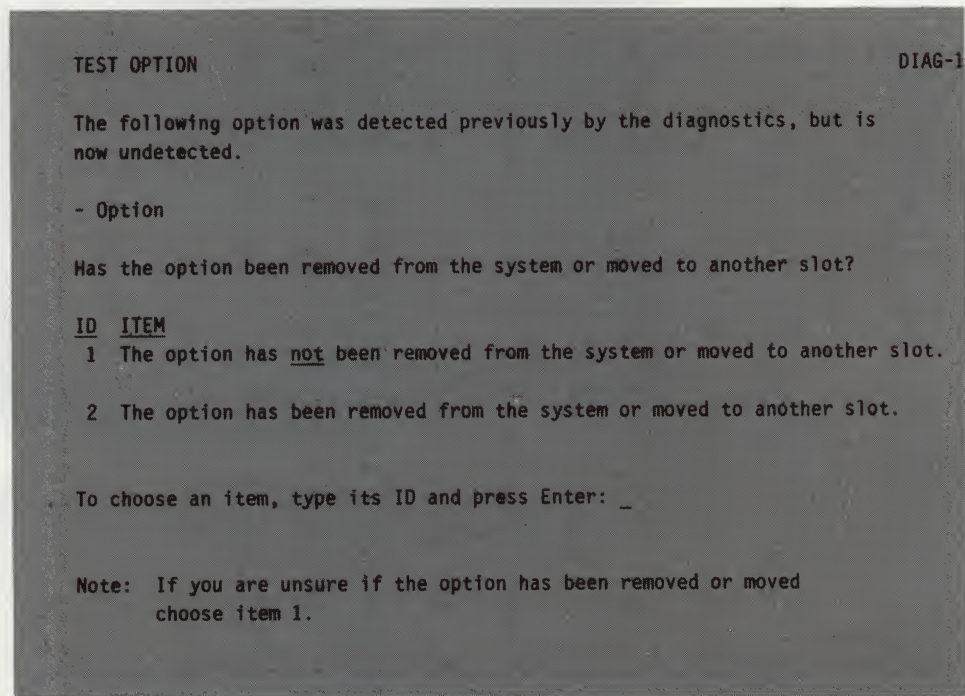 TEST OPTION DIAG-1
The following option was detected previously by the diagnostics, but is
now undetected.
- Option
Has the option been removed from the system or moved to another slot?
ID ITEM
1 The option has not been removed from the system or moved to another slot.
2 The option has been removed from the system or moved to another slot.
To choose an item, type its ID and press Enter: _
Note: If you are unsure if the option has been removed or moved
choose item 1.